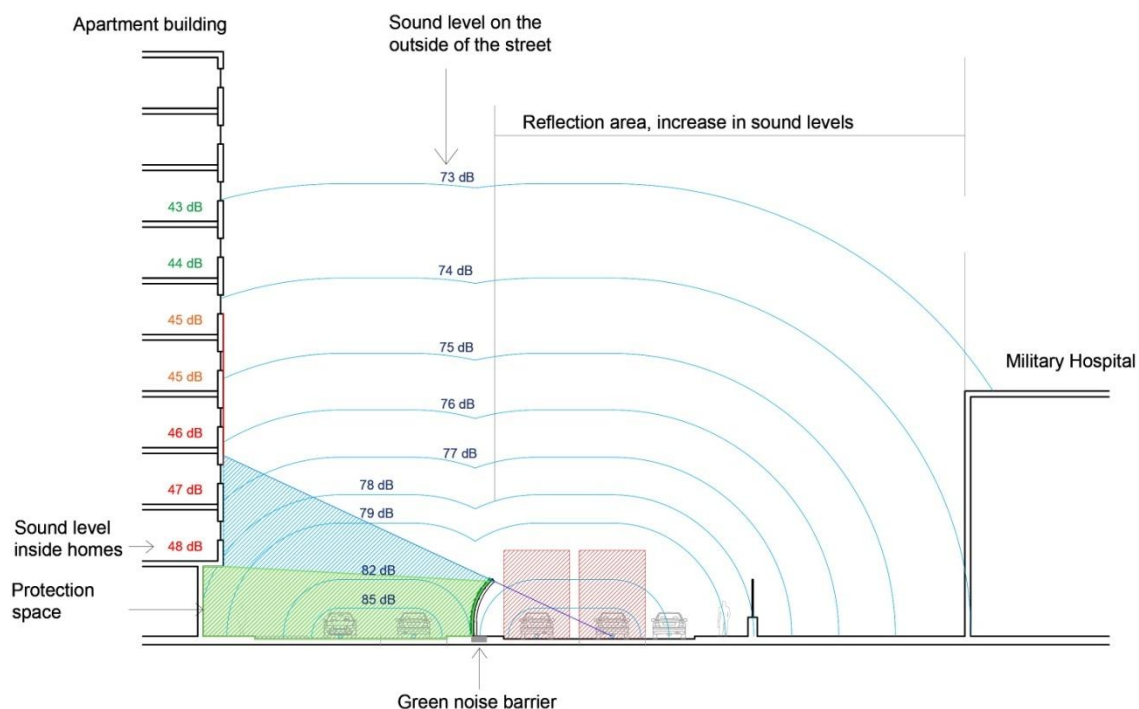 Apartment building
Sound level on the
outside of the street
Reflection area, increase in sound levels
73 dB
43 dB
44 dB
74 dB
45 dB
75 dB
Military Hospital
45 dB
76 dB
46 dB
77 dB
47 dB
78 dB
79 dB
Sound level
inside homes
48 dB
82 dB
Protection
space
85 dB
Green noise barrier